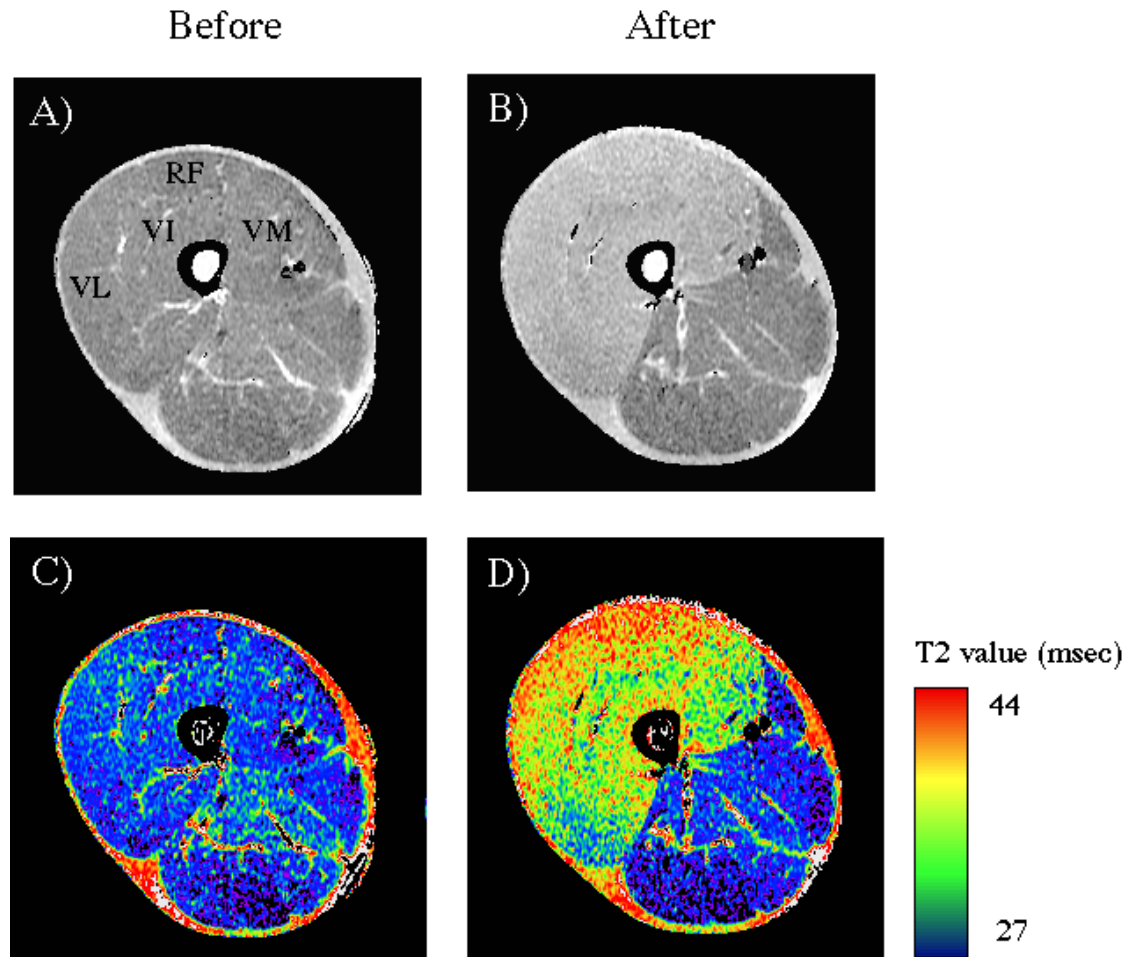 Before
After
A)
B)
RF
VI
VM
VL
C)
D)
T2 value (msec)
44
27